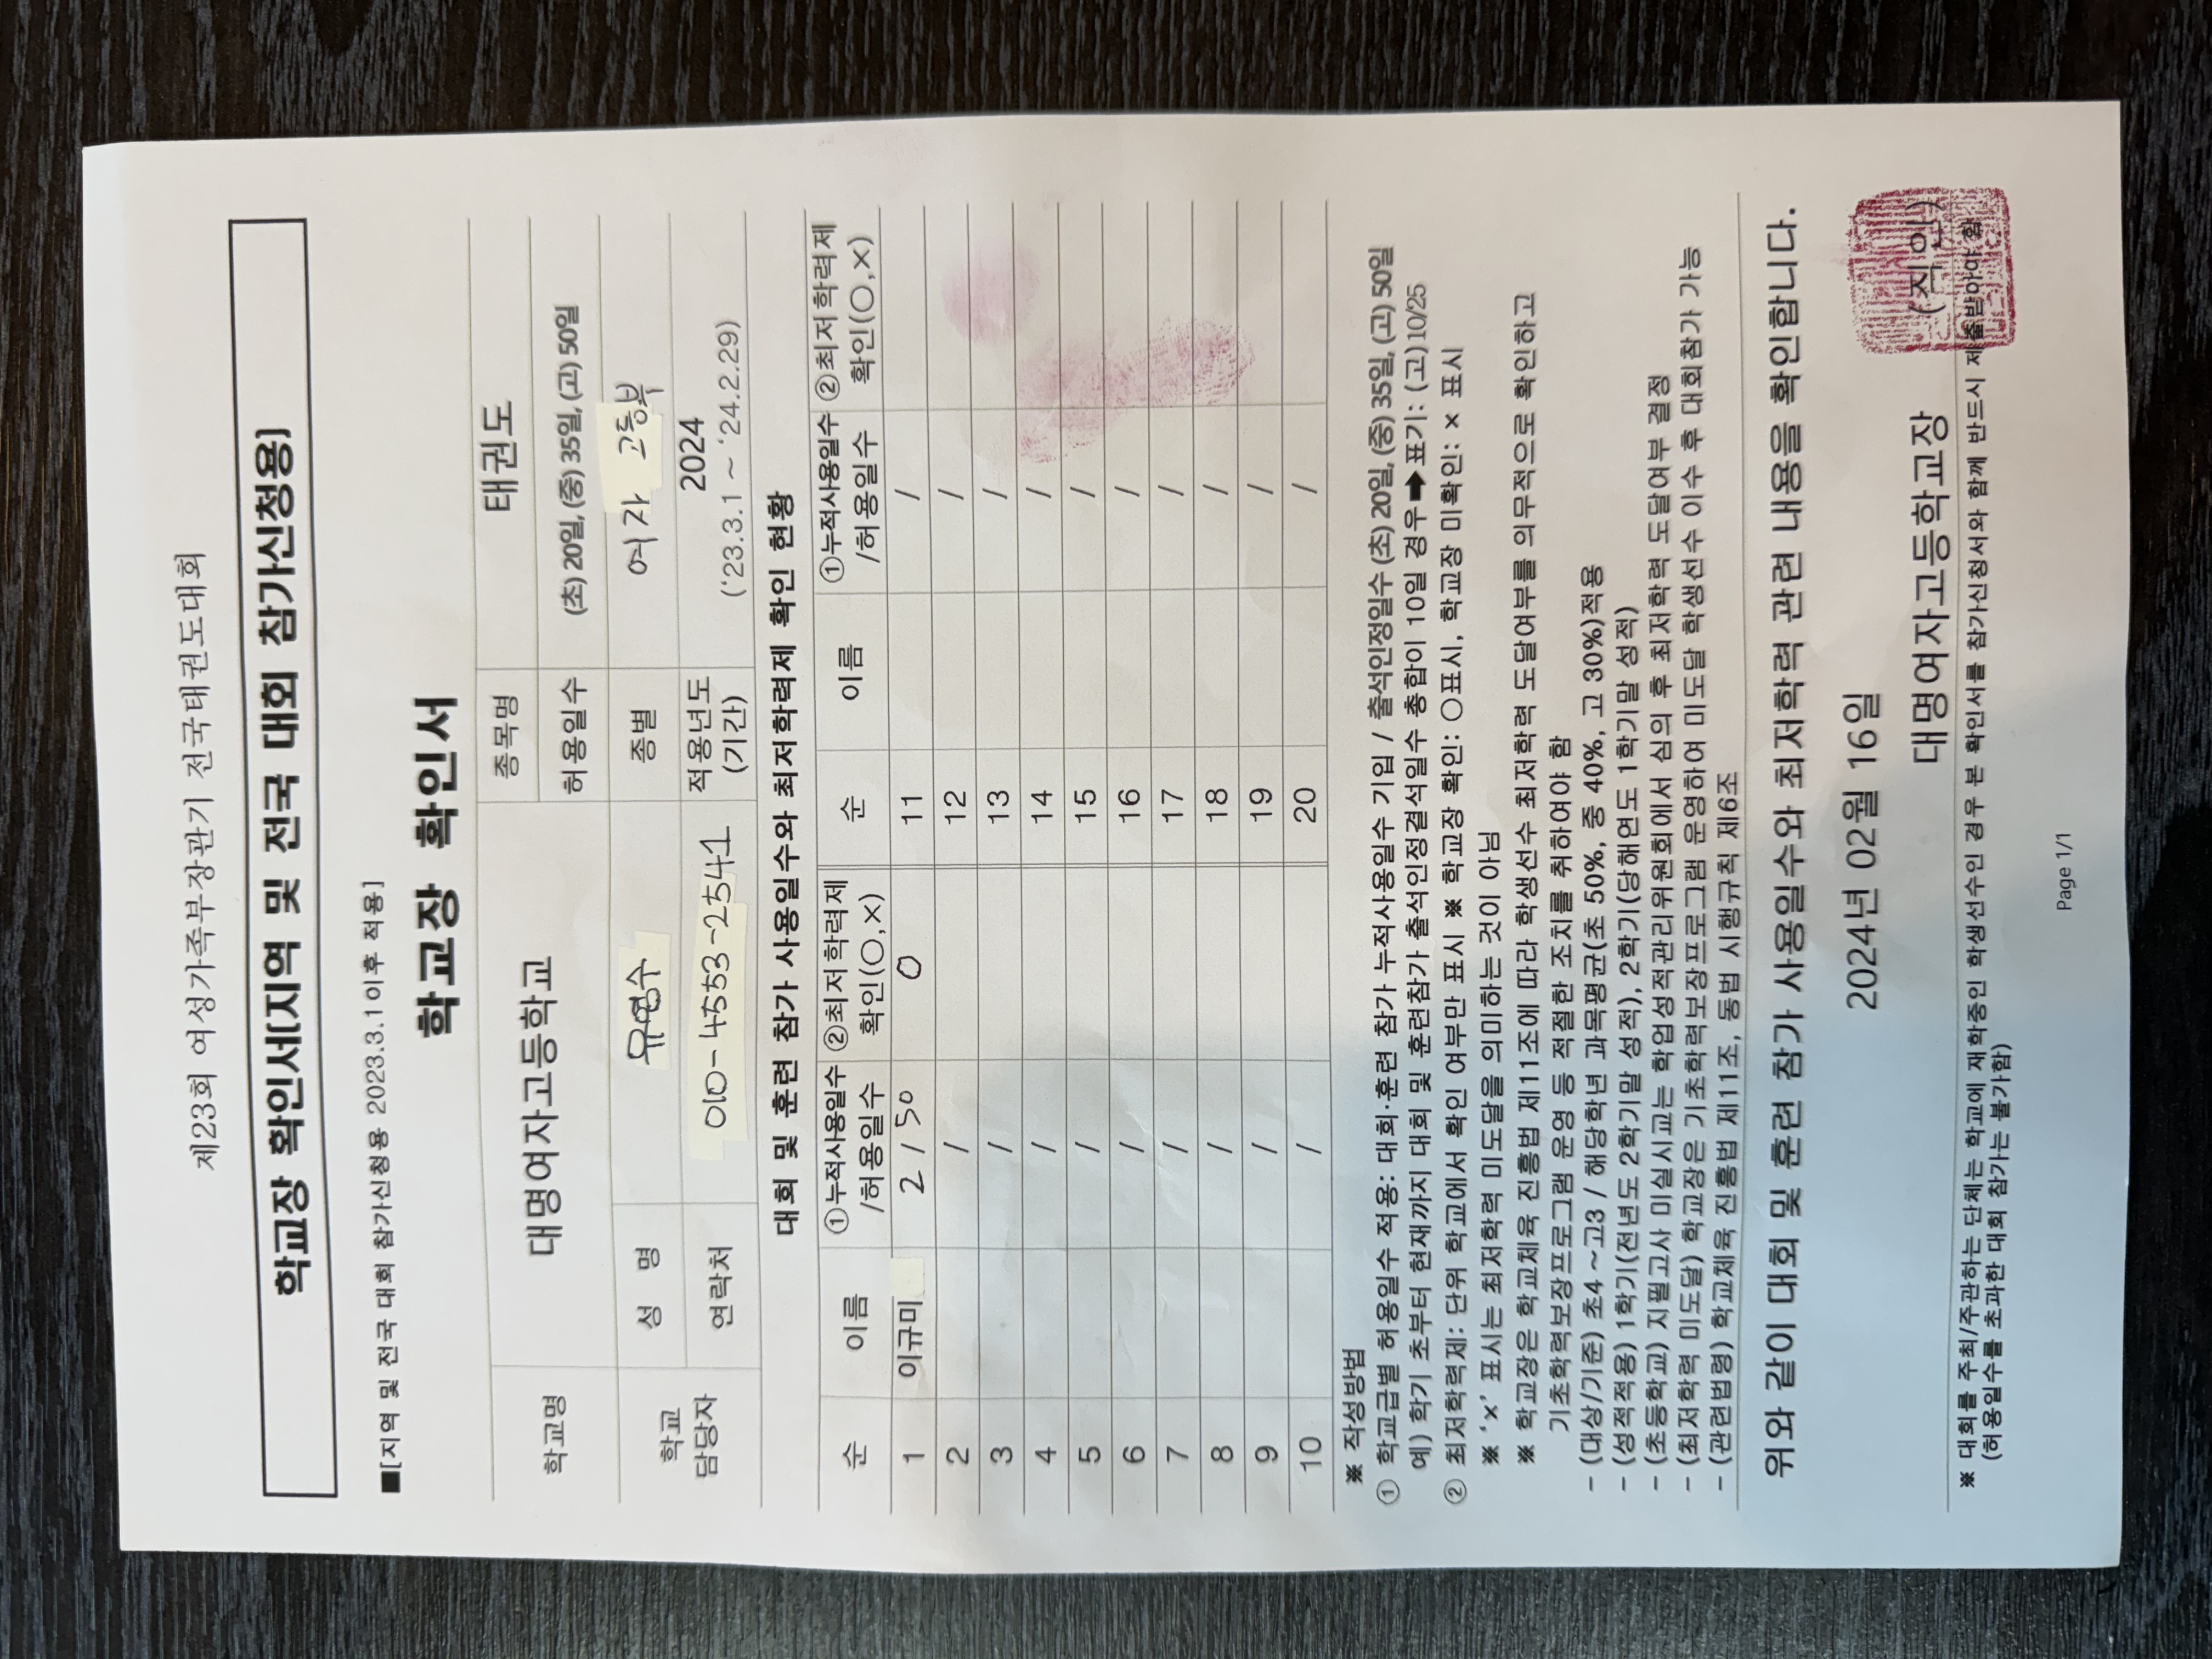 제23회 여성가족부장관기 전국태권도대회
학교장 확인서[지역 및 전국 대회 참가신청용]
■[지역 및 전국 대회 참가신청용 2023.3.1 이후 적용]
학교장 확인서
학교명 대명여자고등학교 종목명 태권도
허용일수 (초) 20일, (중) 35일, (고) 50일
학교 담당자 성 명 유영수 종별 여자 고등부
연락처 010-4553-2541 적용년도 (기간) 2024 (‘23.3.1 ~ ‘24.2.29)
대회 및 훈련 참가 사용일수와 최저학력제 확인 현황
순 이름 ①누적사용일수 /허용일수 ②최저학력제 확인(○,×) 순 이름 ①누적사용일수 /허용일수 ②최저학력제 확인(○,×)
1 이규미 2 / 50 O 11 /
2 / 12 /
3 / 13 /
4 / 14 /
5 / 15 /
6 / 16 /
7 / 17 /
8 / 18 /
9 / 19 /
10 / 20 /
※ 작성방법
① 학교급별 허용일수 적용: 대회·훈련 참가 누적사용일수 기입 / 출석인정일수 (초) 20일, (중) 35일, (고) 50일
예) 학기 초부터 현재까지 대회 및 훈련참가 출석인정결석일수 총합이 10일 경우 ➡ 표기: (고) 10/25
② 최저학력제: 단위 학교에서 확인 여부만 표시 ※ 학교장 확인: ○표시, 학교장 미확인: × 표시
※ ‘×’ 표시는 최저학력 미도달을 의미하는 것이 아님
※ 학교장은 학교체육 진흥법 제11조에 따라 학생선수 최저학력 도달여부를 의무적으로 확인하고
기초학력보장프로그램 운영 등 적절한 조치를 취하여야 함
- (대상/기준) 초4 ~고3 / 해당학년 과목평균(초 50%, 중 40%, 고 30%)적용
- (성적적용) 1학기(전년도 2학기말 성적), 2학기(당해연도 1학기말 성적)
- (초등학교) 지필고사 미실시교는 학업성적관리위원회에서 심의 후 최저학력 도달여부 결정
- (최저학력 미도달) 학교장은 기초학력보장프로그램 운영하여 미도달 학생선수 이수 후 대회참가 가능
- (관련법령) 학교체육 진흥법 제11조, 동법 시행규칙 제6조
위와 같이 대회 및 훈련 참가 사용일수와 최저학력 관련 내용을 확인합니다.
2024년 02월 16일
대명여자고등학교장 (직인)
※ 대회를 주최/주관하는 단체는 학교에 재학중인 학생선수인 경우 본 확인서를 참가신청서와 함께 반드시 제출받아야 함
(허용일수를 초과한 대회 참가는 불가함)
Page 1/1